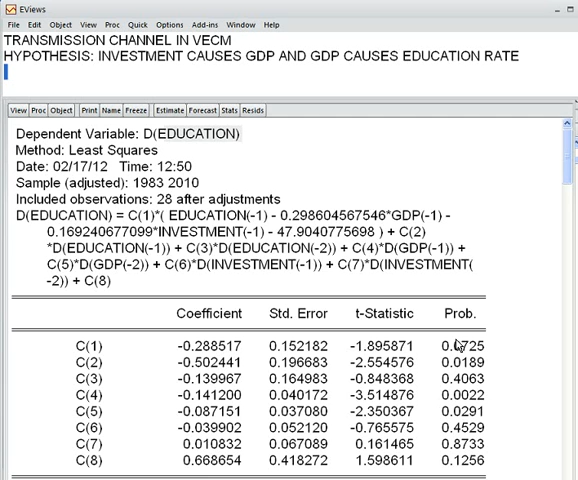 EViews
File Edit Object View Proc Quick Options Add-ins Window Help
TRANSMISSION CHANNEL IN VECM
HYPOTHESIS: INVESTMENT CAUSES GDP AND GDP CAUSES EDUCATION RATE
View Proc Object Print Name Freeze Estimate Forecast Stats Resids
Dependent Variable: D(EDUCATION)
Method: Least Squares
Date: 02/17/12 Time: 12:50
Sample (adjusted): 1983 2010
Included observations: 28 after adjustments
D(EDUCATION) = C(1)*( EDUCATION(-1) - 0.298604567546*GDP(-1) -
0.169240677099*INVESTMENT(-1) - 47.9040775698 ) + C(2)
*D(EDUCATION(-1)) + C(3)*D(EDUCATION(-2)) + C(4)*D(GDP(-1)) +
C(5)*D(GDP(-2)) + C(6)*D(INVESTMENT(-1)) + C(7)*D(INVESTMENT(
-2)) + C(8)
Coefficient Std. Error t-Statistic Prob.
C(1) -0.288517 0.152182 -1.895871
C(2) -0.502441 0.196683 -2.554576 0.0189
C(3) -0.139967 0.164983 -0.848368 0.4063
C(4) -0.141200 0.040172 -3.514876 0.0022
C(5) -0.087151 0.037080 -2.350367 0.0291
C(6) -0.039902 0.052120 -0.765575 0.4529
C(7) 0.010832 0.067089 0.161465 0.8733
C(8) 0.668654 0.418272 1.598611 0.1256